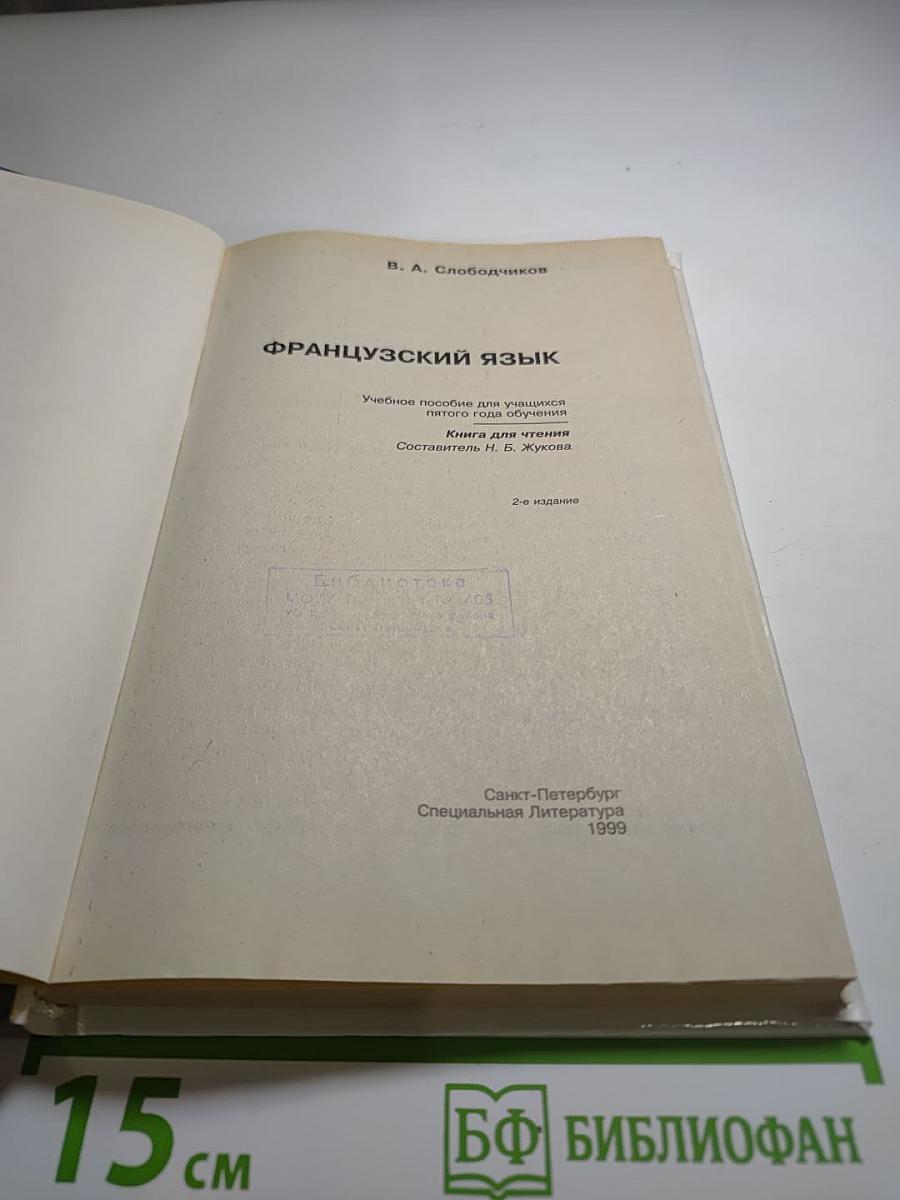 В. А. Слободчиков
ФРАНЦУЗСКИЙ ЯЗЫК
Учебное пособие для учащихся
пятого года обучения
Книга для чтения
Составитель Н. Б. Жукова
2-е издание
Библиотека
405
Санкт-Петербург
Специальная Литература
1999
15 см
БФ БИБЛИОФАН